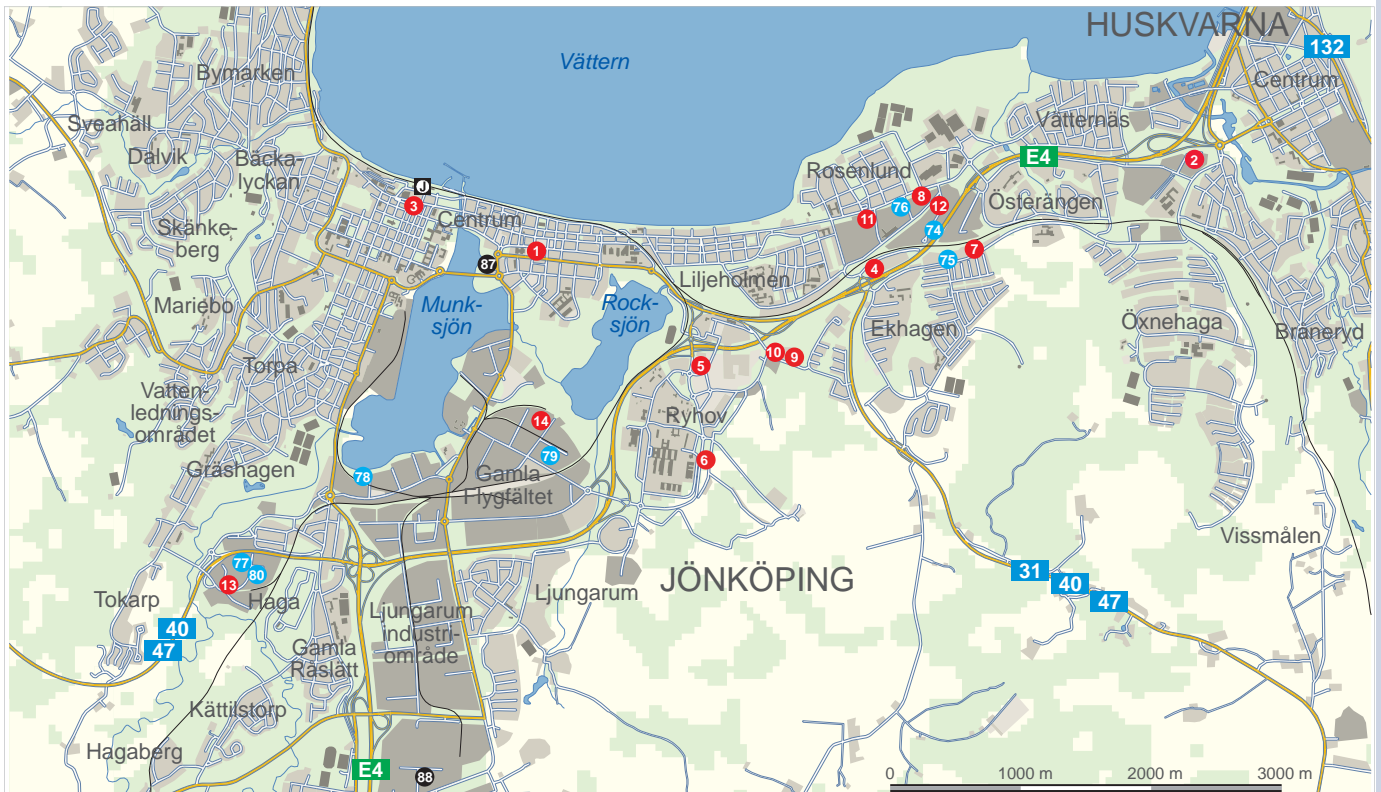 HUSKVARNA
132
Vättern
Bymarken
Centrum
Sveahäll
Vätternäs
Dalvik
Bäcka-
lyckan
E4
2
Rosenlund
J
3
8
76
12
11
Österängen
Skänke-
berg
Centrum
74
1
87
7
75
4
Liljeholmen
Mariebo
Munk-
sjön
Rock-
sjön
Ekhagen
Öxnehaga
Bråneryd
10
9
5
Torpa
Vatten-
lednings-
området
14
Ryhov
79
6
Gräshagen
78
Gamla
Flygfältet
Vissmålen
77
80
13
31
40
47
JÖNKÖPING
Tokarp
Haga
Ljungarum
40
47
Ljungarum
industri-
område
Gamla
Råslätt
Kättilstorp
Hagaberg
E4
88
0 1000 m 2000 m 3000 m